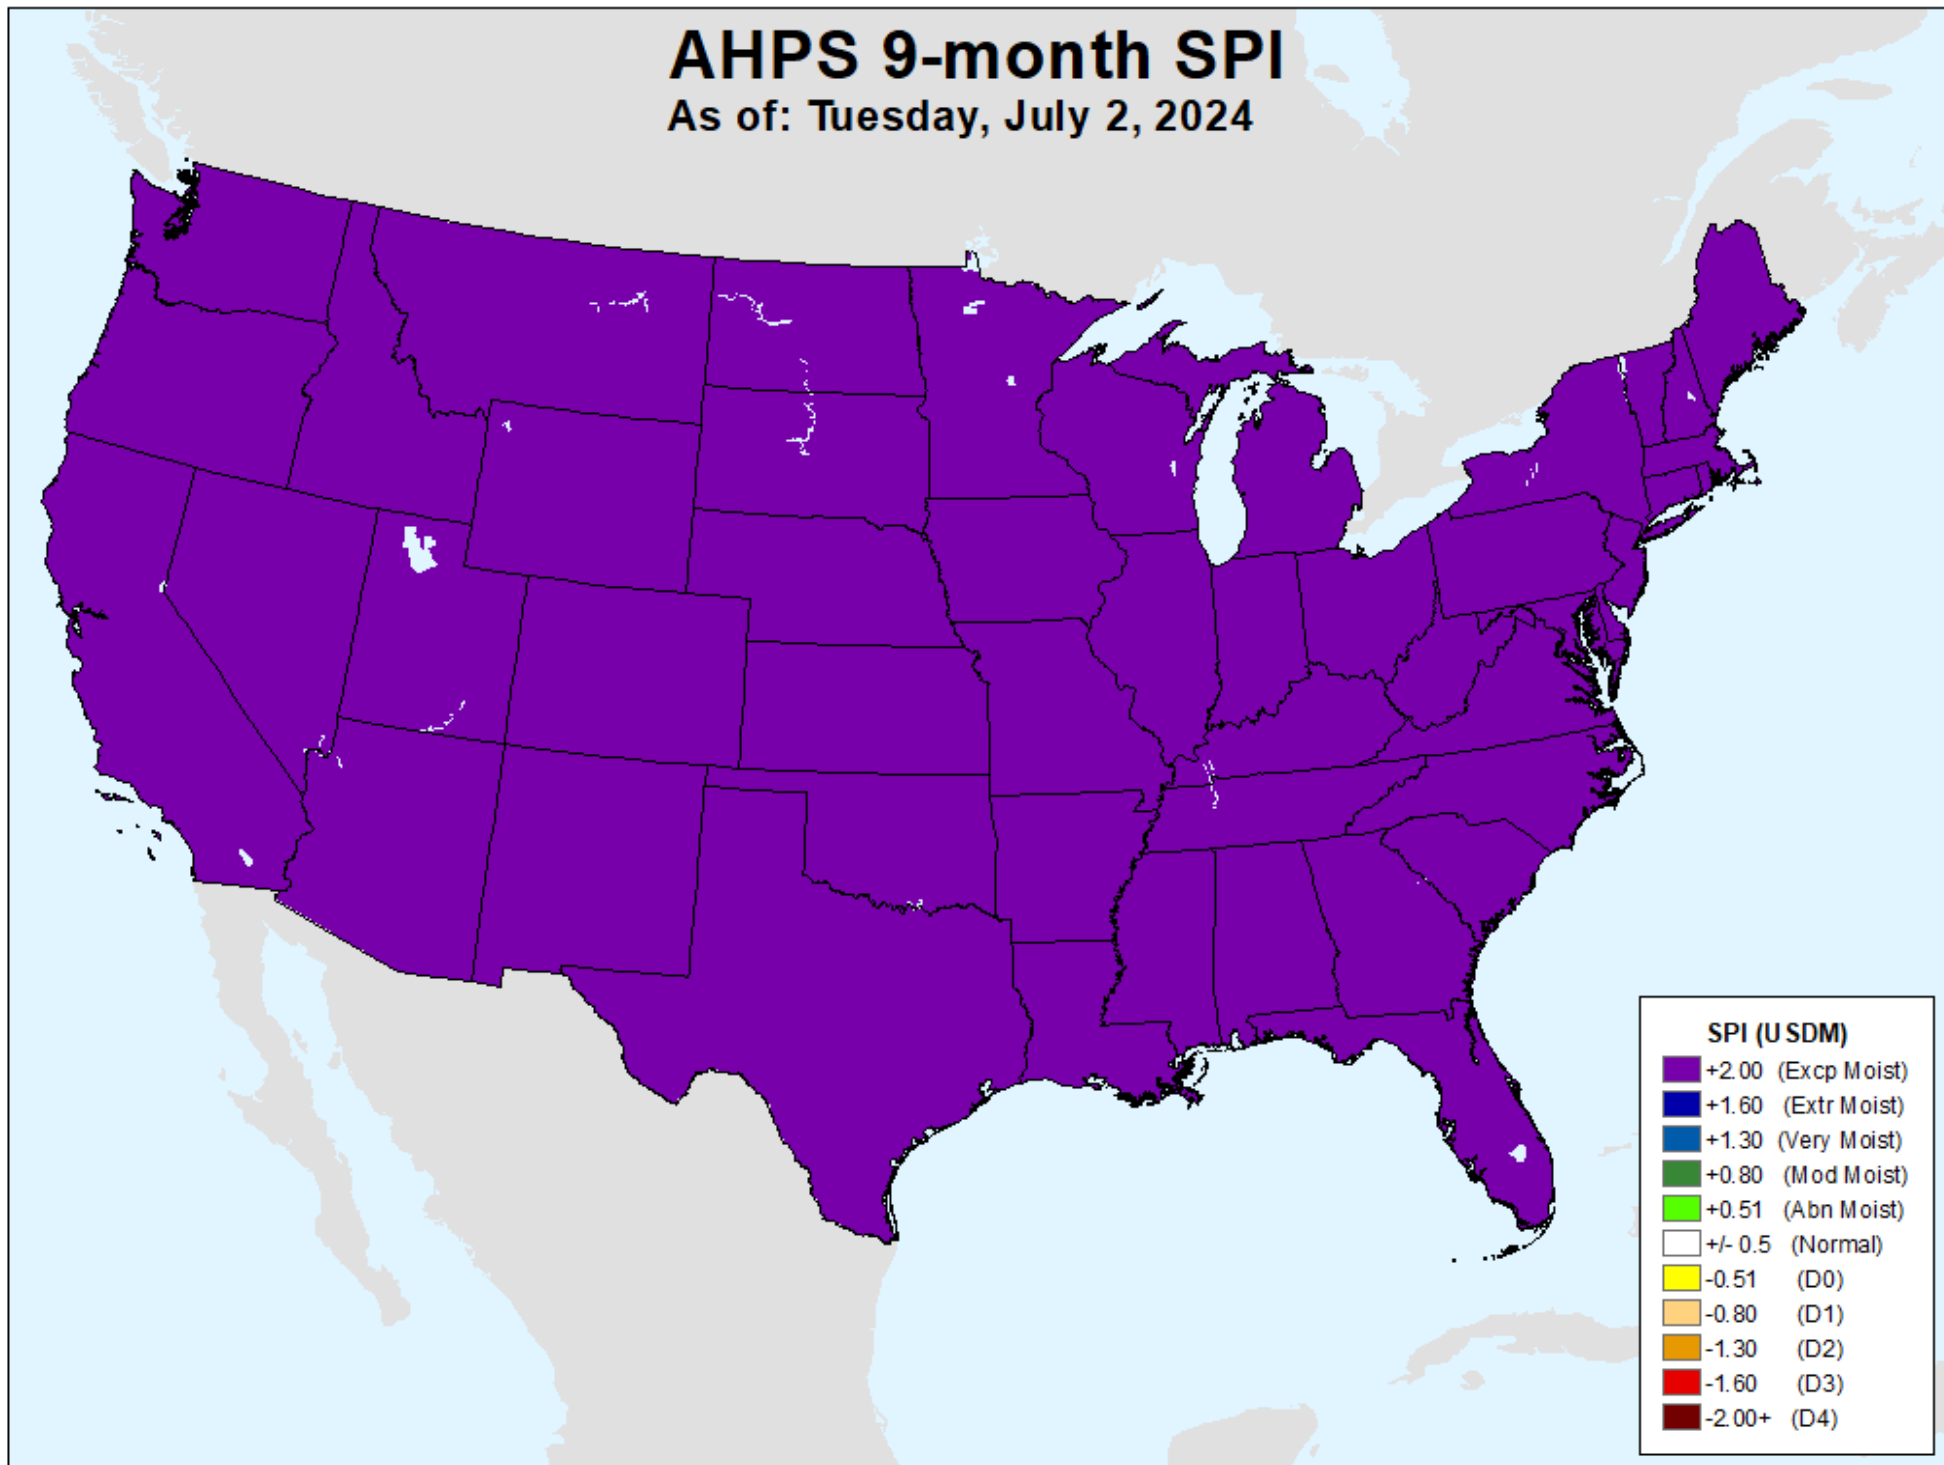 AHPS 9-month SPI
As of: Tuesday, July 2, 2024
SPI (USDM)
+2.00 (Excp Moist)
+1.60 (Extr Moist)
+1.30 (Very Moist)
+0.80 (Mod Moist)
+0.51 (Abn Moist)
+/- 0.5 (Normal)
-0.51 (D0)
-0.80 (D1)
-1.30 (D2)
-1.60 (D3)
-2.00+ (D4)